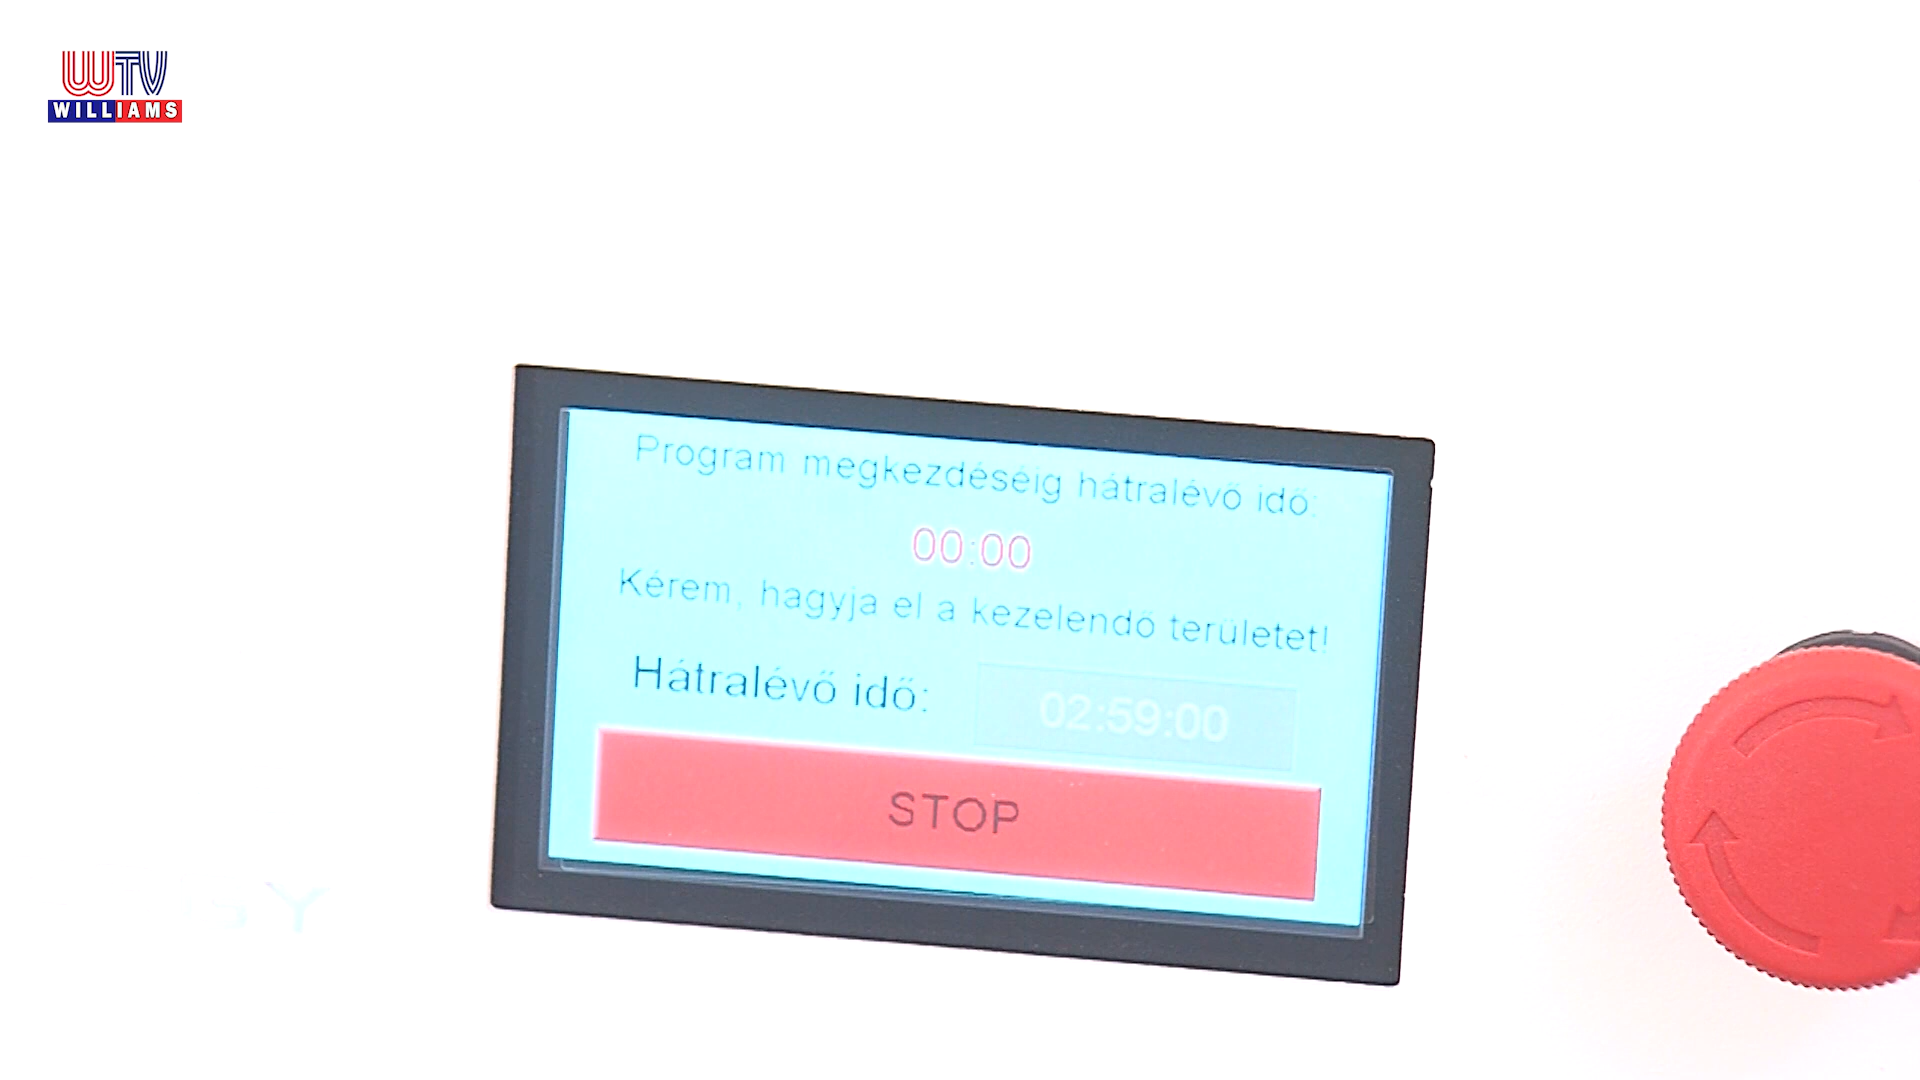 WTV
WILLIAMS
Program megkezdéséig hátralévő idő:
00:00
Kérem, hagyja el a kezelendő területet!
Hátralévő idő: 02:59:00
STOP